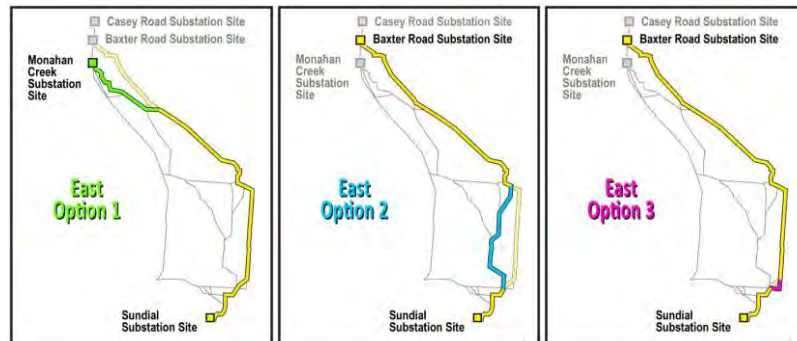 Casey Road Substation Site
Baxter Road Substation Site
Monahan
Creek
Substation
Site
East
Option 1
Sundial
Substation Site
Casey Road Substation Site
Baxter Road Substation Site
Monahan
Creek
Substation
Site
East
Option 2
Sundial
Substation Site
Casey Road Substation Site
Baxter Road Substation Site
Monahan
Creek
Substation
Site
East
Option 3
Sundial
Substation Site